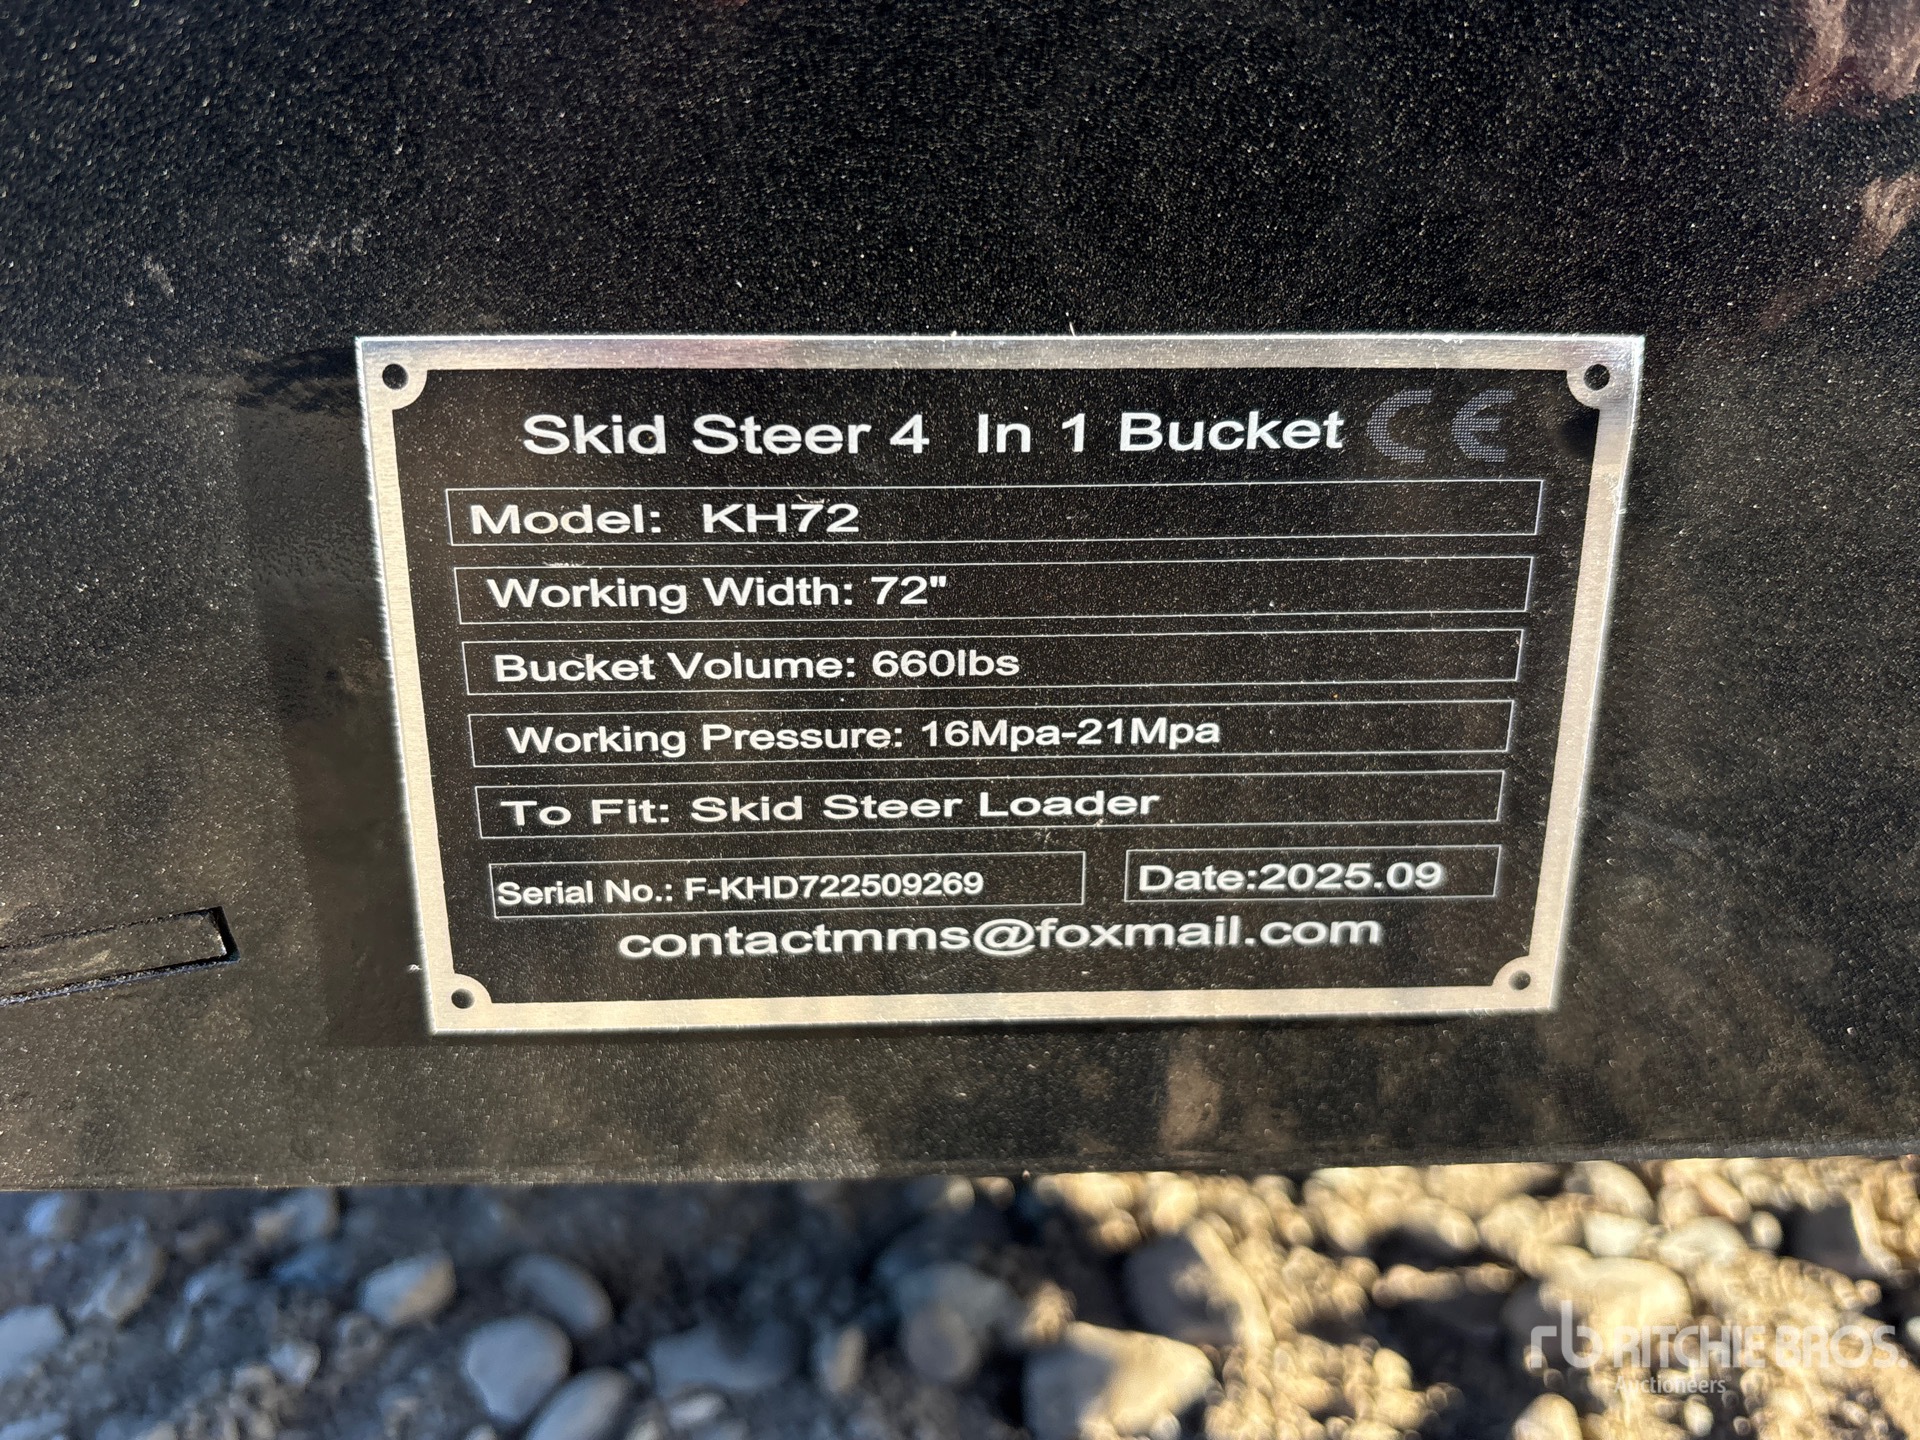 Skid Steer 4 In 1 Bucket CE
Model: KH72
Working Width: 72"
Bucket Volume: 660lbs
Working Pressure: 16Mpa-21Mpa
To Fit: Skid Steer Loader
Serial No.: F-KHD722509269 Date:2025.09
contactmms@foxmail.com
rb RITCHIE BROS.
Auctioneers